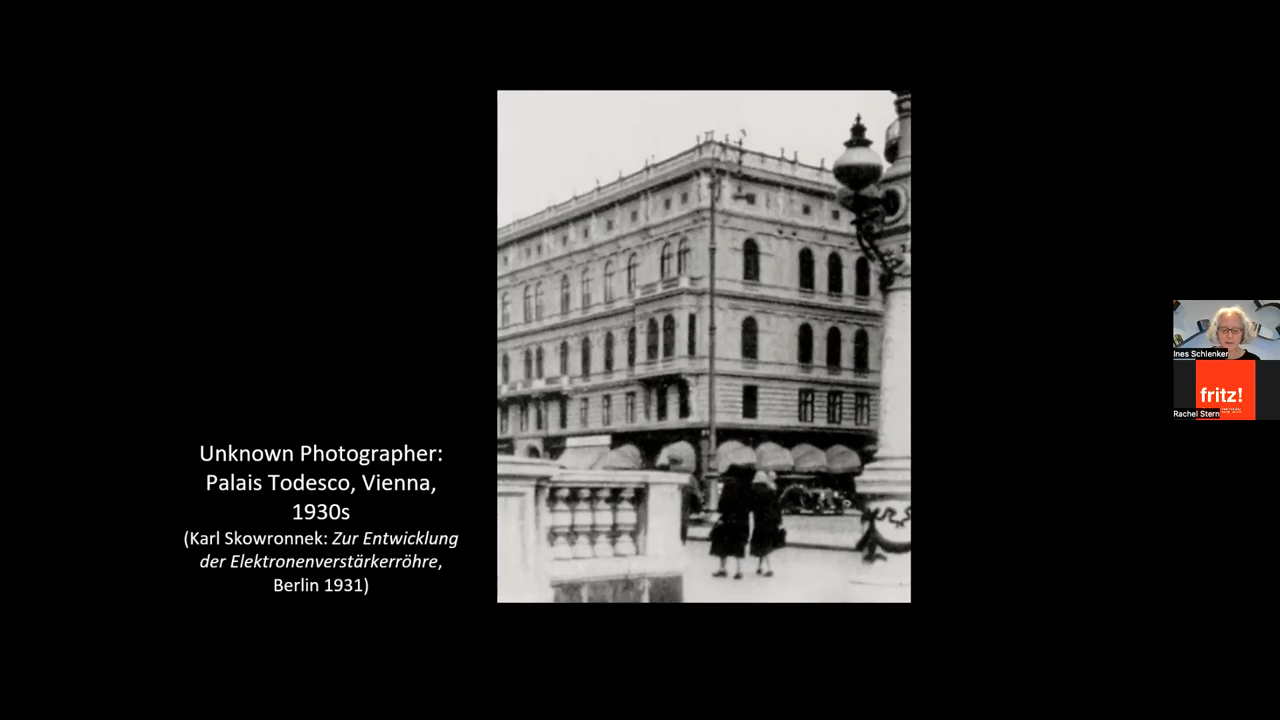 Unknown Photographer:
Palais Todesco, Vienna,
1930s
(Karl Skowronnek: Zur Entwicklung
der Elektronenverstärkerröhre,
Berlin 1931)
Ines Schlenker
fritz!
Rachel Stern